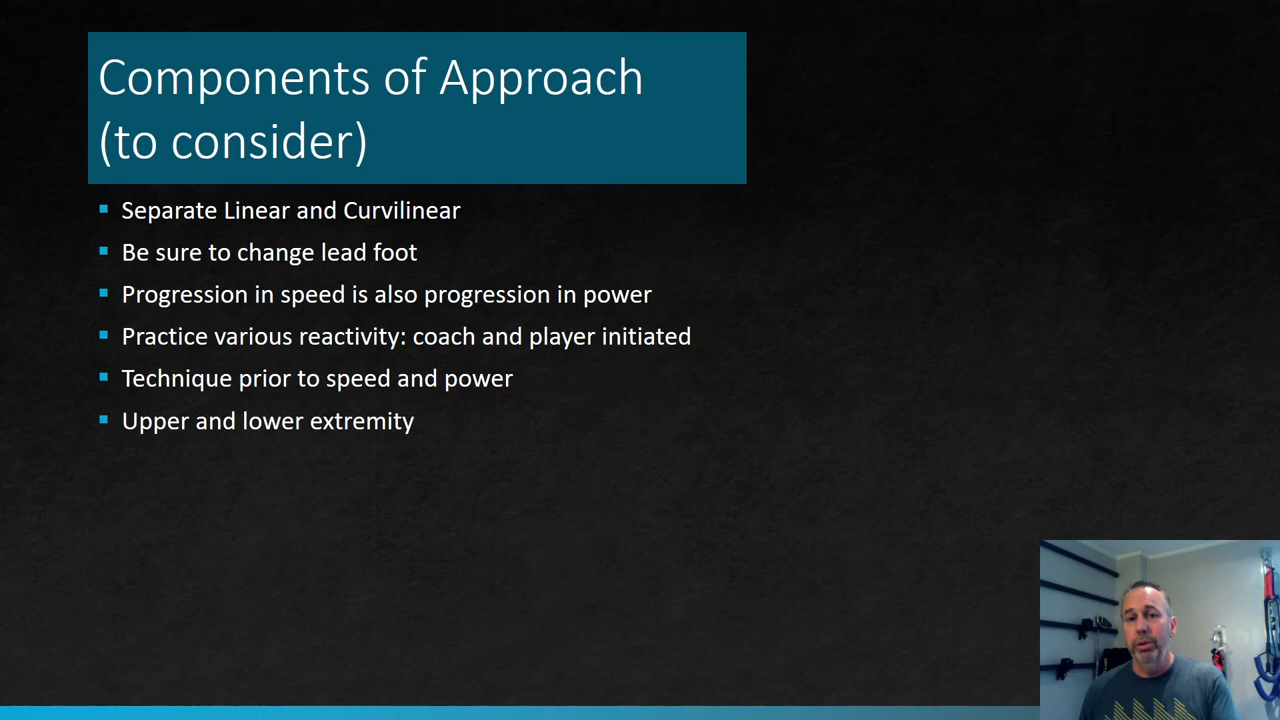 Components of Approach
(to consider)
Separate Linear and Curvilinear
Be sure to change lead foot
Progression in speed is also progression in power
Practice various reactivity: coach and player initiated
Technique prior to speed and power
Upper and lower extremity